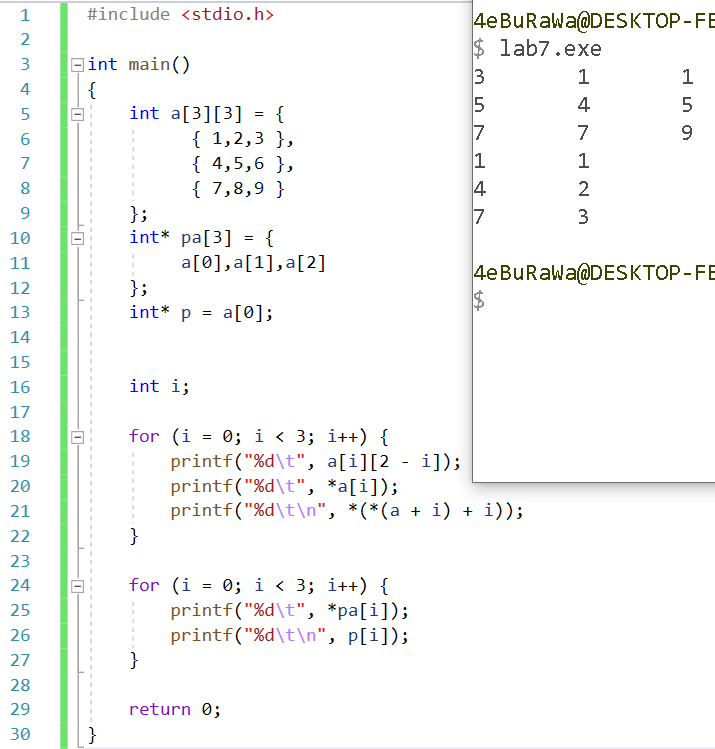 1 #include <stdio.h>
2
3 int main()
4 {
5 int a[3][3] = {
6 { 1,2,3 },
7 { 4,5,6 },
8 { 7,8,9 }
9 };
10 int* pa[3] = {
11 a[0],a[1],a[2]
12 };
13 int* p = a[0];
14
15
16 int i;
17
18 for (i = 0; i < 3; i++) {
19 printf("%d\t", a[i][2 - i]);
20 printf("%d\t", *a[i]);
21 printf("%d\t\n", *(*(a + i) + i));
22 }
23
24 for (i = 0; i < 3; i++) {
25 printf("%d\t", *pa[i]);
26 printf("%d\t\n", p[i]);
27 }
28
29 return 0;
30 }
4eBuRaWa@DESKTOP-FE
$ lab7.exe
3 1 1
5 4 5
7 7 9
1 1
4 2
7 3
4eBuRaWa@DESKTOP-FE
$